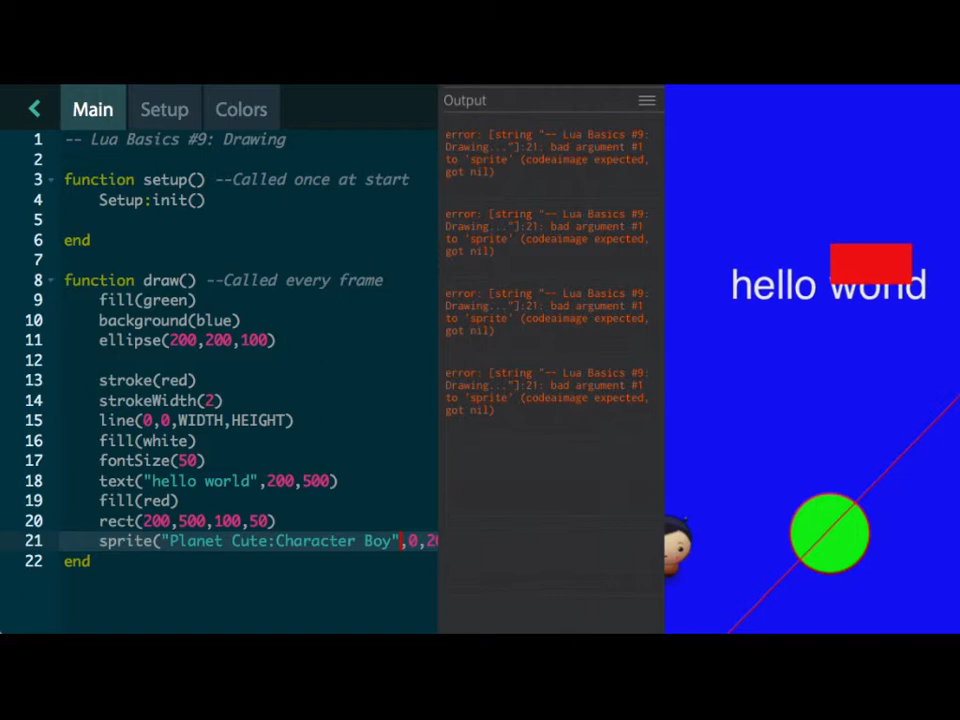 Main Setup Colors
1 -- Lua Basics #9: Drawing
2
3 function setup() --Called once at start
4 Setup:init()
5
6 end
7
8 function draw() --Called every frame
9 fill(green)
10 background(blue)
11 ellipse(200,200,100)
12
13 stroke(red)
14 strokeWidth(2)
15 line(0,0,WIDTH,HEIGHT)
16 fill(white)
17 fontSize(50)
18 text("hello world",200,500)
19 fill(red)
20 rect(200,500,100,50)
21 sprite("Planet Cute:Character Boy",0,20
22 end
Output
error: [string "-- Lua Basics #9:
Drawing..."]:21: bad argument #1
to 'sprite' (codeaimage expected,
got nil)
error: [string "-- Lua Basics #9:
Drawing..."]:21: bad argument #1
to 'sprite' (codeaimage expected,
got nil)
error: [string "-- Lua Basics #9:
Drawing..."]:21: bad argument #1
to 'sprite' (codeaimage expected,
got nil)
error: [string "-- Lua Basics #9:
Drawing..."]:21: bad argument #1
to 'sprite' (codeaimage expected,
got nil)
hello world